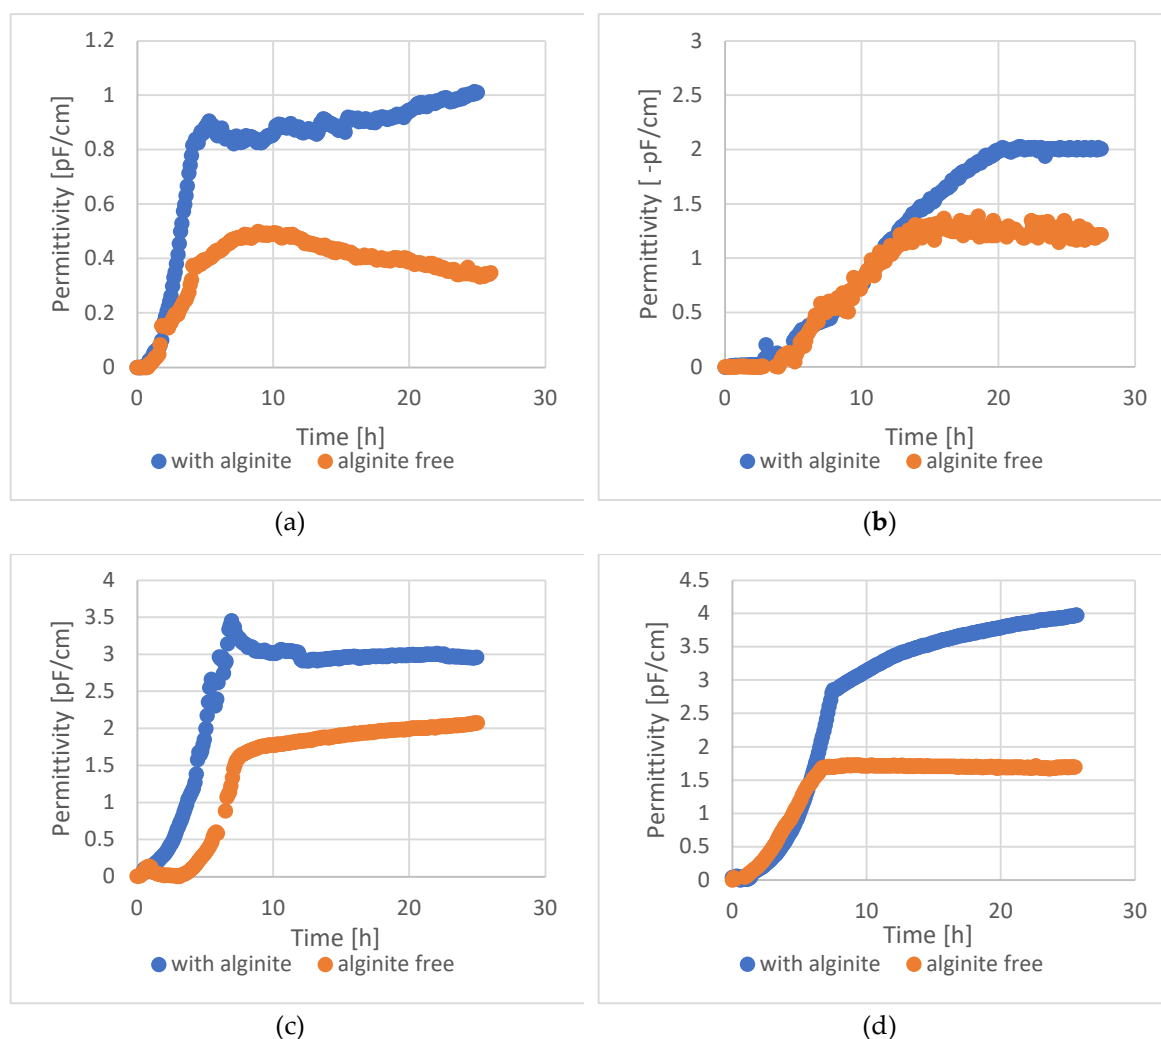 1.2
1
0.8
0.6
0.4
0.2
0
0 10 20 30
Permittivity [pF/cm]
Time [h]
with alginite alginite free
(a)
3
2.5
2
1.5
1
0.5
0
0 10 20 30
Permittivity [ -pF/cm]
Time [h]
with alginite alginite free
(b)
4
3.5
3
2.5
2
1.5
1
0.5
0
0 10 20 30
Permittivity [pF/cm]
Time [h]
with alginite alginite free
(c)
4.5
4
3.5
3
2.5
2
1.5
1
0.5
0
0 10 20 30
Permittivity [pF/cm]
Time [h]
with alginite alginite free
(d)